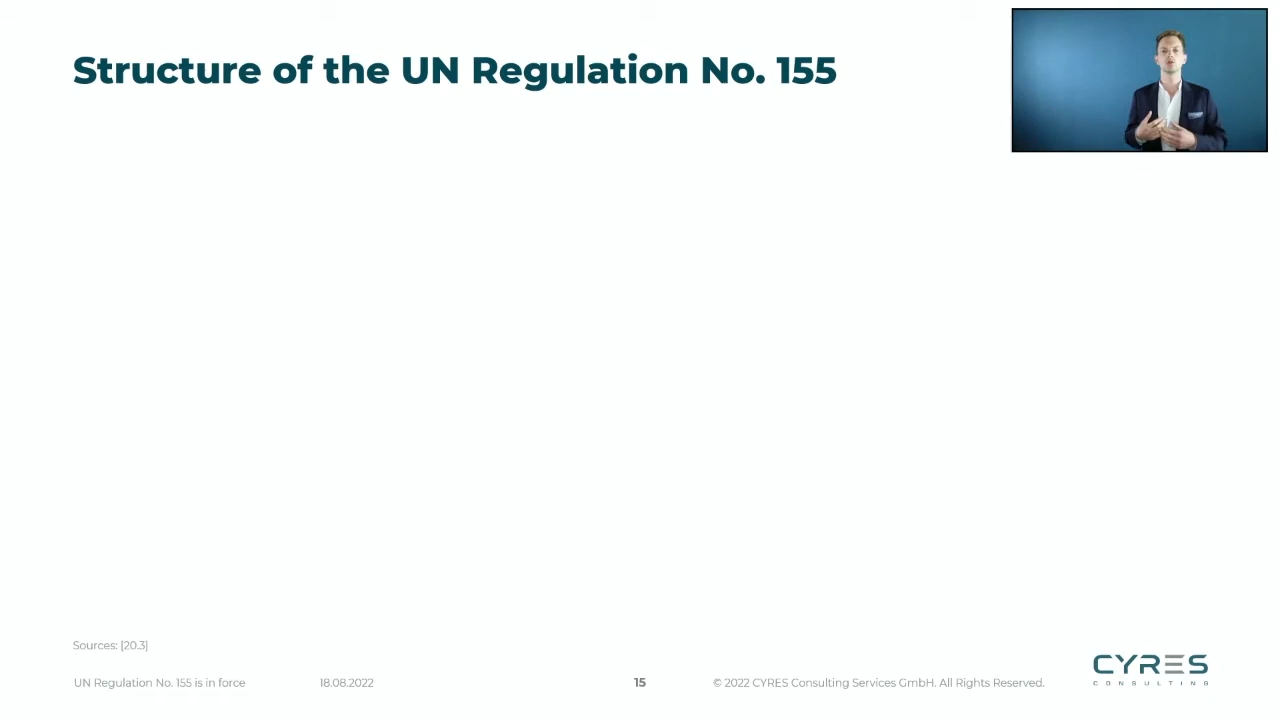 Structure of the UN Regulation No. 155
Sources: [20.3]
UN Regulation No. 155 is in force
18.08.2022
15
© 2022 CYRES Consulting Services GmbH. All Rights Reserved.
CYRES
CONSULTING